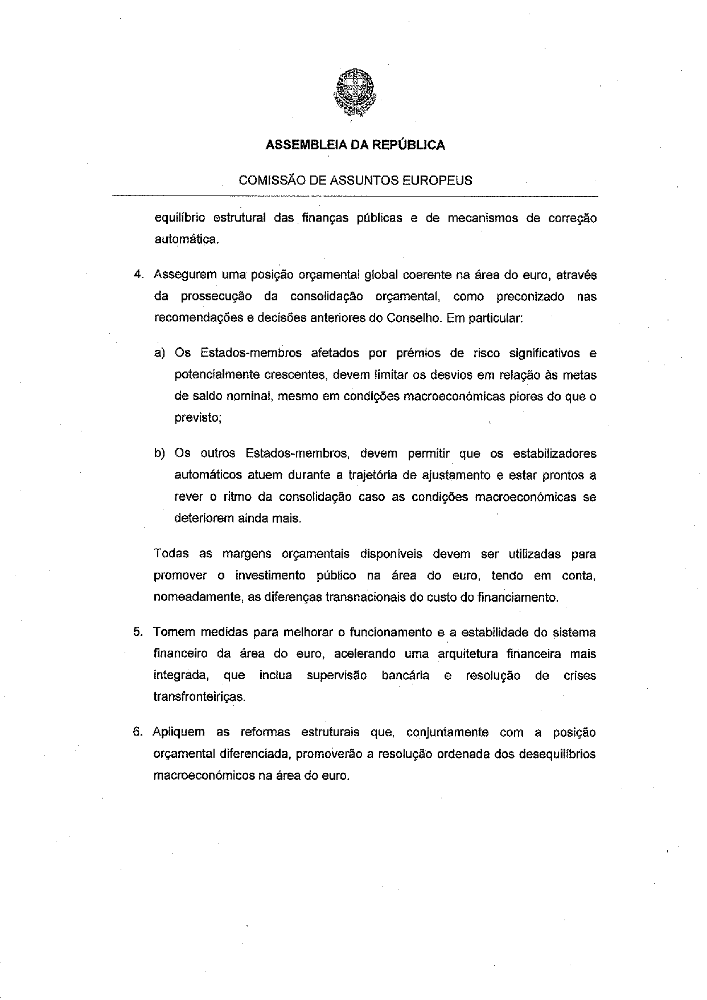 ASSEMBLEIA DA REPÚBLICA
COMISSÃO DE ASSUNTOS EUROPEUS
equilíbrio estrutural das finanças públicas e de mecanismos de correção
automática.
4. Assegurem uma posição orçamental global coerente na área do euro, através
da prossecução da consolidação orçamental, como preconizado nas
recomendações e decisões anteriores do Conselho. Em particular:
a) Os Estados-membros afetados por prémios de risco significativos e
potencialmente crescentes, devem limitar os desvios em relação às metas
de saldo nominal, mesmo em condições macroeconómicas piores do que o
previsto;
b) Os outros Estados-membros, devem permitir que os estabilizadores
automáticos atuem durante a trajetória de ajustamento e estar prontos a
rever o ritmo da consolidação caso as condições macroeconómicas se
deteriorem ainda mais.
Todas as margens orçamentais disponíveis devem ser utilizadas para
promover o investimento público na área do euro, tendo em conta,
nomeadamente, as diferenças transnacionais do custo do financiamento.
5. Tomem medidas para melhorar o funcionamento e a estabilidade do sistema
financeiro da área do euro, acelerando uma arquitetura financeira mais
integrada, que inclua supervisão bancária e resolução de crises
transfronteiriças.
6. Apliquem as reformas estruturais que, conjuntamente com a posição
orçamental diferenciada, promoverão a resolução ordenada dos desequilíbrios
macroeconómicos na área do euro.